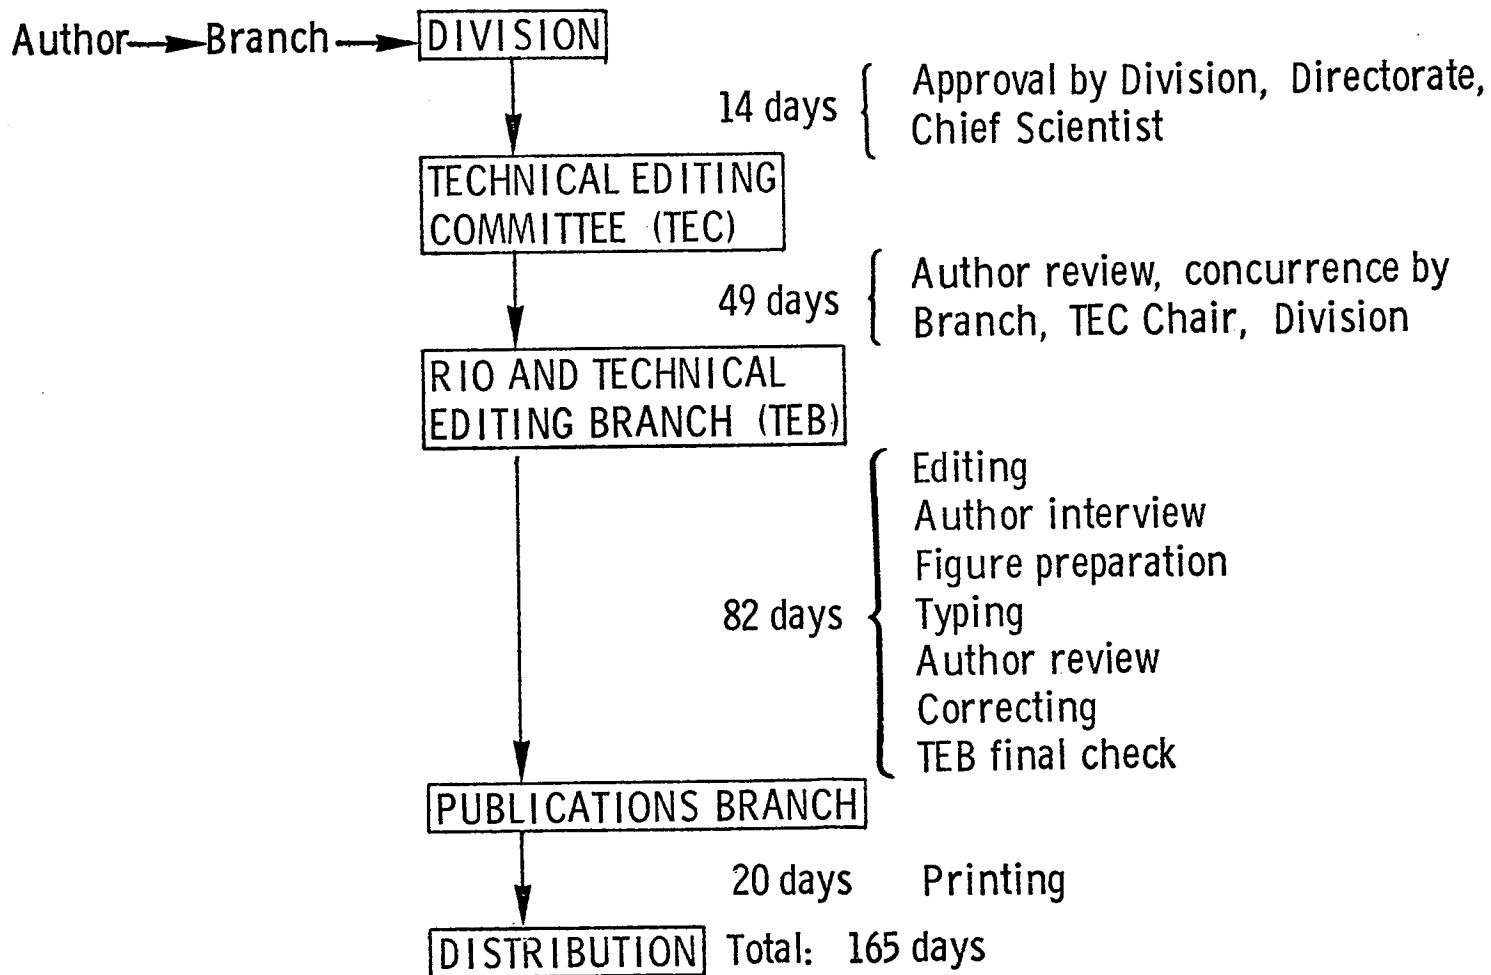 Author Branch DIVISION
14 days
Approval by Division, Directorate,
Chief Scientist
TECHNICAL EDITING
COMMITTEE (TEC)
49 days
Author review, concurrence by
Branch, TEC Chair, Division
RIO AND TECHNICAL
EDITING BRANCH (TEB)
82 days
Editing
Author interview
Figure preparation
Typing
Author review
Correcting
TEB final check
PUBLICATIONS BRANCH
20 days Printing
DISTRIBUTION Total: 165 days